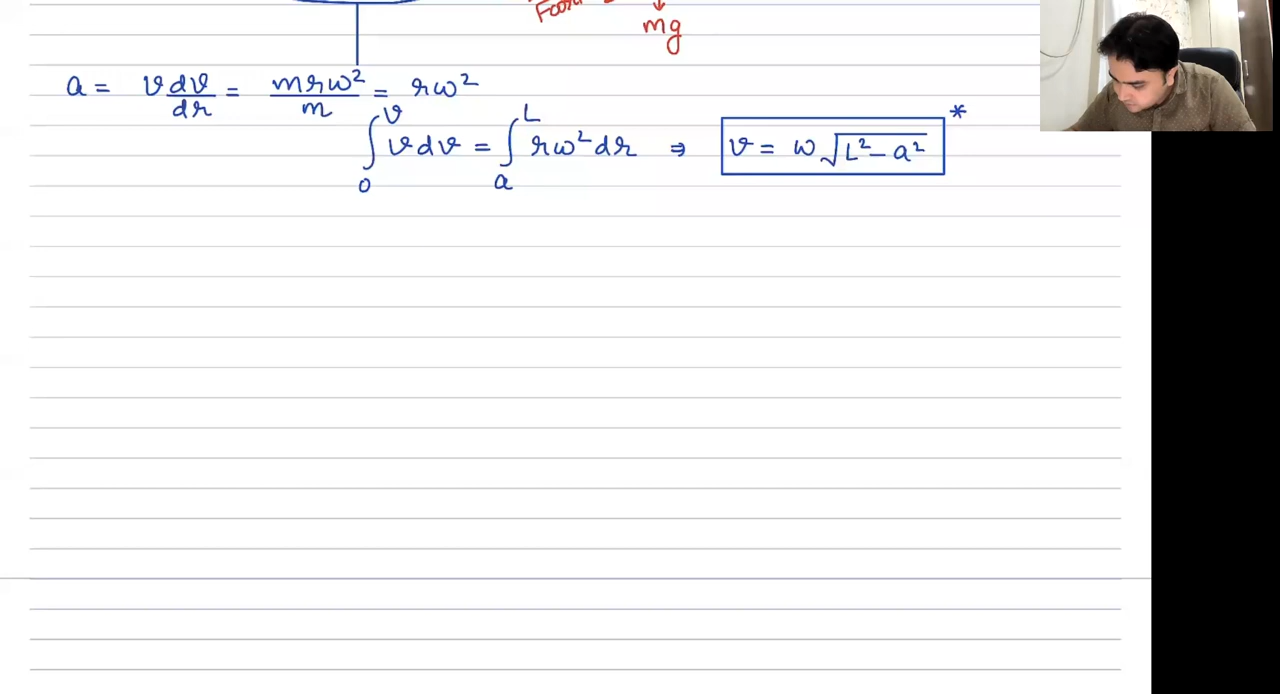 mg
a = v dv/dr = mrω²/m = rω²
∫₀^v v dv = ∫ₐ^L rω² dr ⇒ v = ω √(L² − a²) *